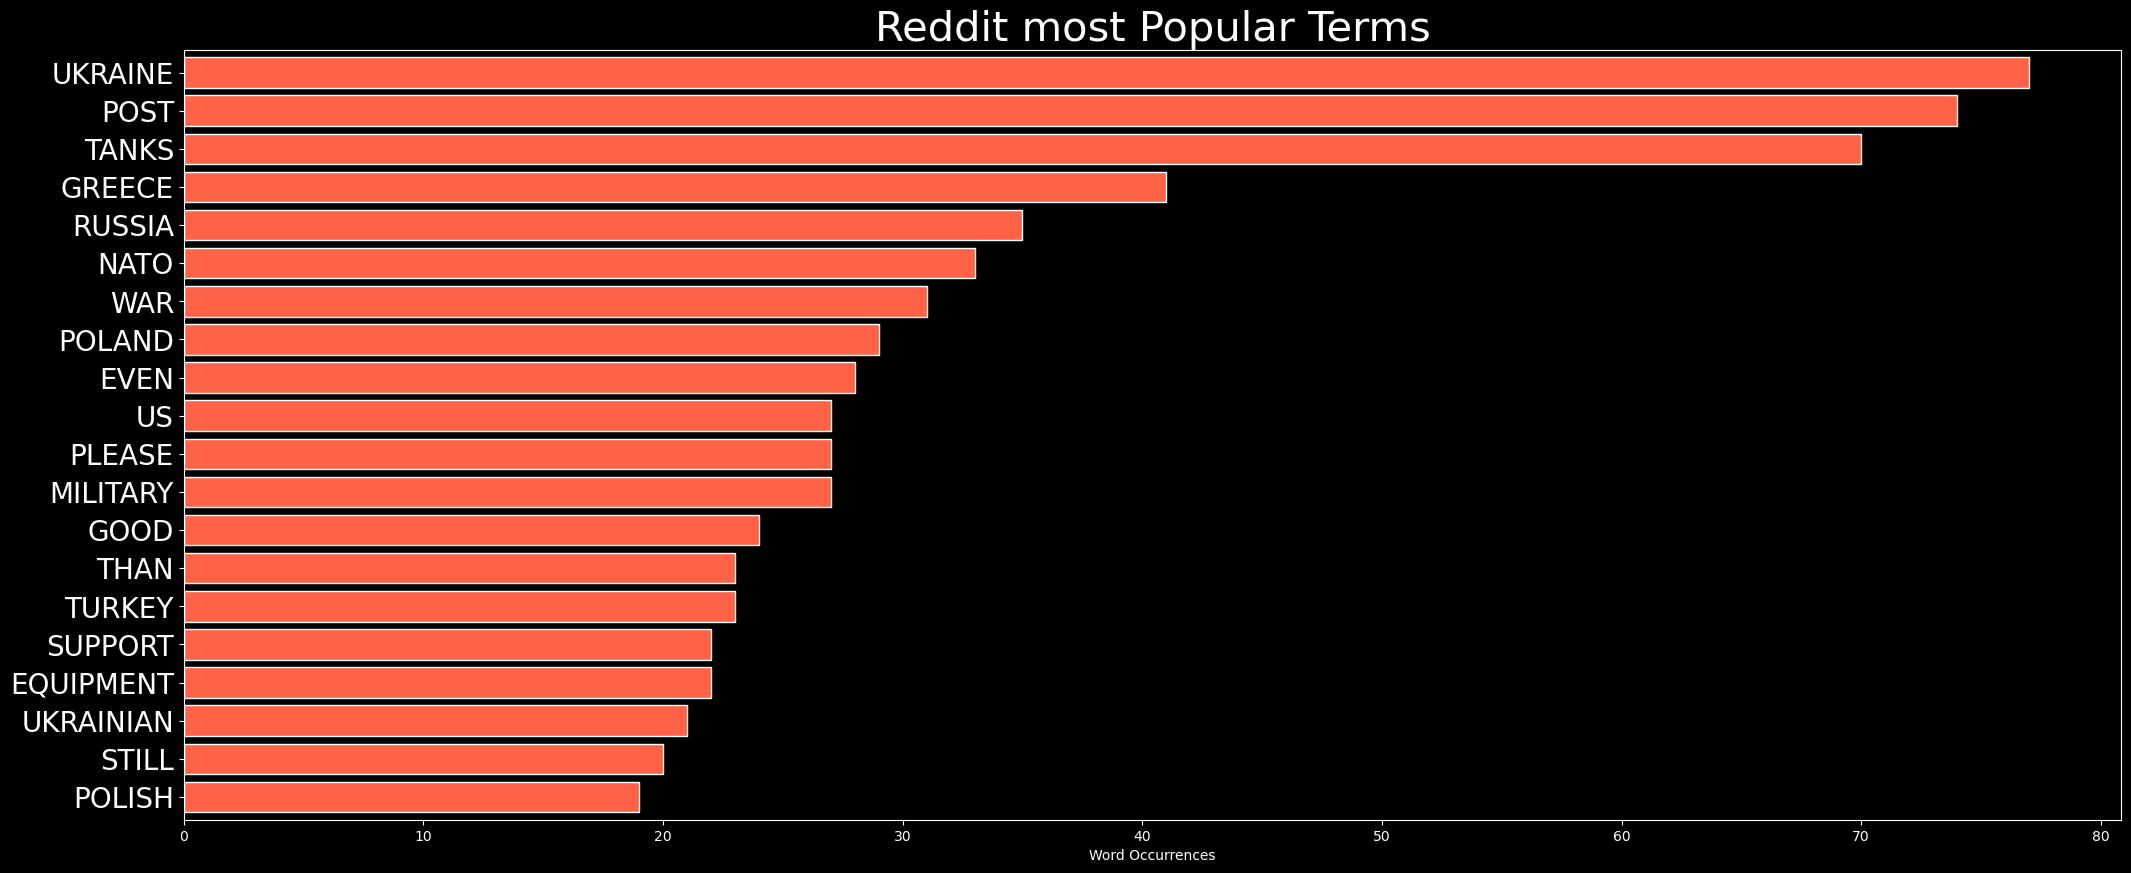 Reddit most Popular Terms
UKRAINE
POST
TANKS
GREECE
RUSSIA
NATO
WAR
POLAND
EVEN
US
PLEASE
MILITARY
GOOD
THAN
TURKEY
SUPPORT
EQUIPMENT
UKRAINIAN
STILL
POLISH
0 10 20 30 40 50 60 70 80
Word Occurrences